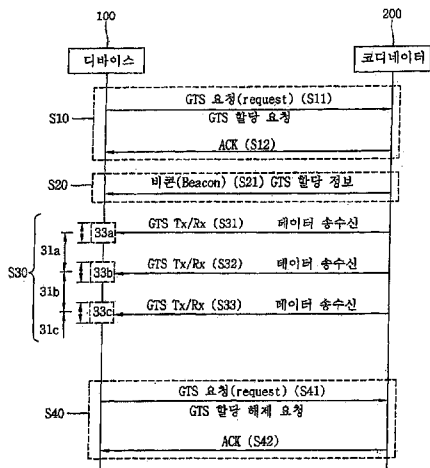 100
200
디바이스
코디네이터
GTS 요청(request) (S11)
GTS 할당 요청
S10
ACK (S12)
비콘(Beacon) (S21) GTS 할당 정보
S20
33a
GTS Tx/Rx (S31) 데이터 송수신
31a
S30
33b
GTS Tx/Rx (S32) 데이터 송수신
31b
33c
GTS Tx/Rx (S33) 데이터 송수신
31c
GTS 요청(request) (S41)
S40
GTS 할당 해제 요청
ACK (S42)